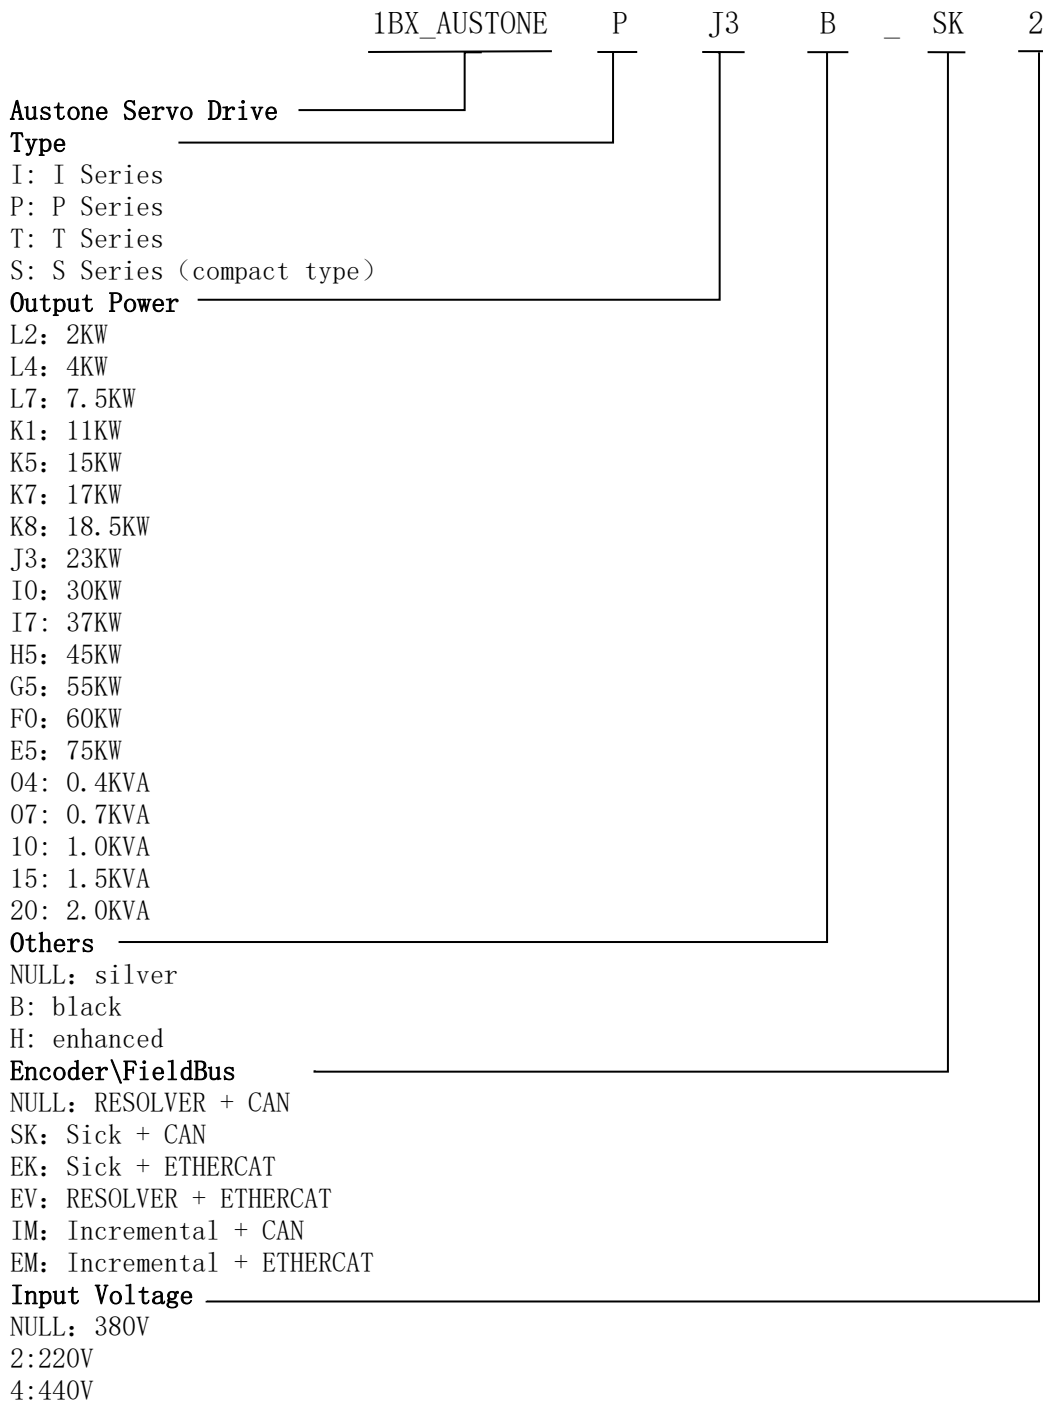 1BX_AUSTONE P J3 B _ SK 2
Austone Servo Drive
Type
I: I Series
P: P Series
T: T Series
S: S Series（compact type）
Output Power
L2： 2KW
L4： 4KW
L7： 7.5KW
K1： 11KW
K5： 15KW
K7： 17KW
K8： 18.5KW
J3： 23KW
I0： 30KW
I7: 37KW
H5： 45KW
G5： 55KW
F0： 60KW
E5： 75KW
04: 0.4KVA
07: 0.7KVA
10: 1.0KVA
15: 1.5KVA
20: 2.0KVA
Others
NULL： silver
B: black
H: enhanced
Encoder\FieldBus
NULL： RESOLVER + CAN
SK： Sick + CAN
EK： Sick + ETHERCAT
EV： RESOLVER + ETHERCAT
IM： Incremental + CAN
EM： Incremental + ETHERCAT
Input Voltage
NULL： 380V
2:220V
4:440V